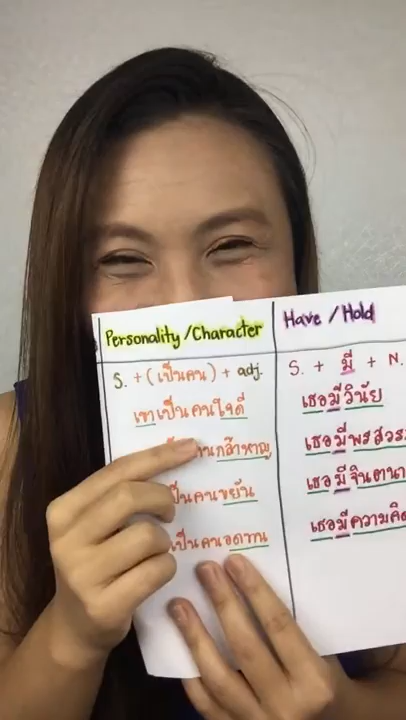 Personality/Character
S. + (เป็นคน) + adj.
เขาเป็นคนใจดี
คนกล้าหาญ
เป็นคนขยัน
เป็นคนอดทน
Have / Hold
S. + มี + N.
เธอมีวินัย
เธอมีพรสวรร
เธอมีจินตนา
เธอมีความคิด